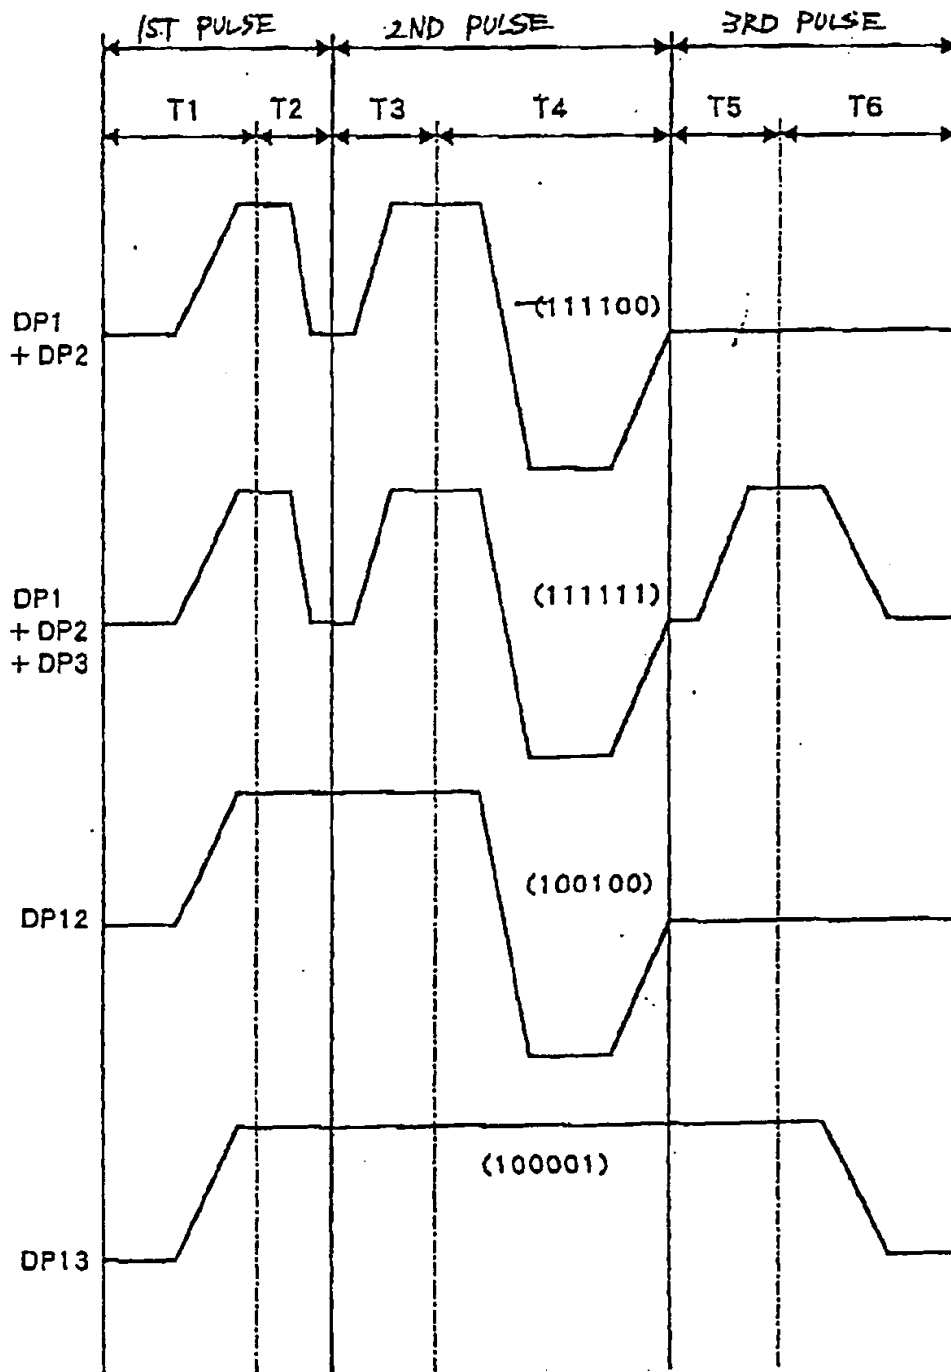 1ST PULSE 2ND PULSE 3RD PULSE
T1 T2 T3 T4 T5 T6
(111100)
DP1
+ DP2
(111111)
DP1
+ DP2
+ DP3
(100100)
DP12
(100001)
DP13